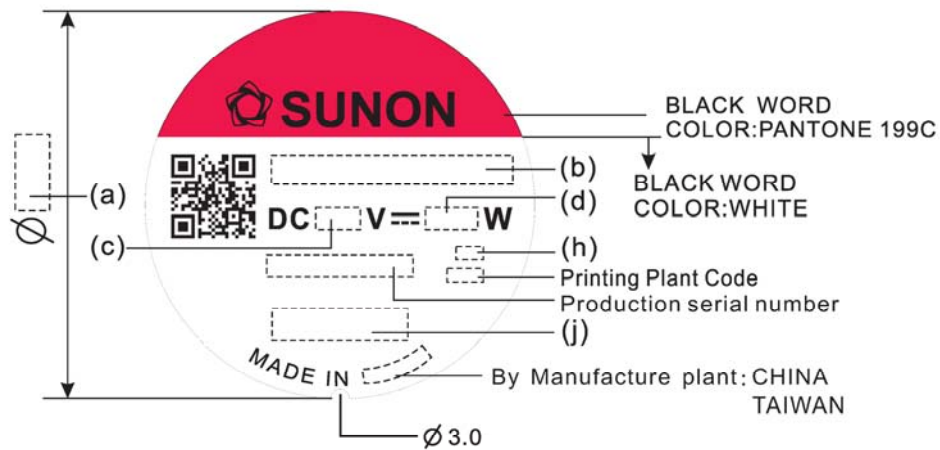 SUNON
BLACK WORD
COLOR:PANTONE 199C
(a)
(b)
BLACK WORD
COLOR:WHITE
(d)
DC V W
(c)
(h)
Printing Plant Code
Production serial number
(j)
MADE IN
By Manufacture plant: CHINA
TAIWAN
Ø
Ø 3.0